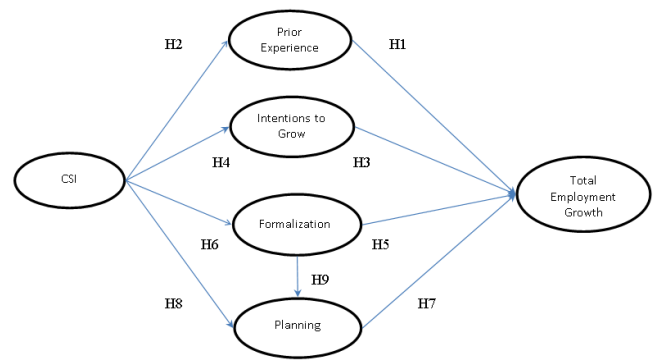 H2
Prior
Experience
H1
Intentions to
Grow
H4
H3
CSI
Total
Employment
Growth
Formalization
H6
H5
H9
H8
H7
Planning